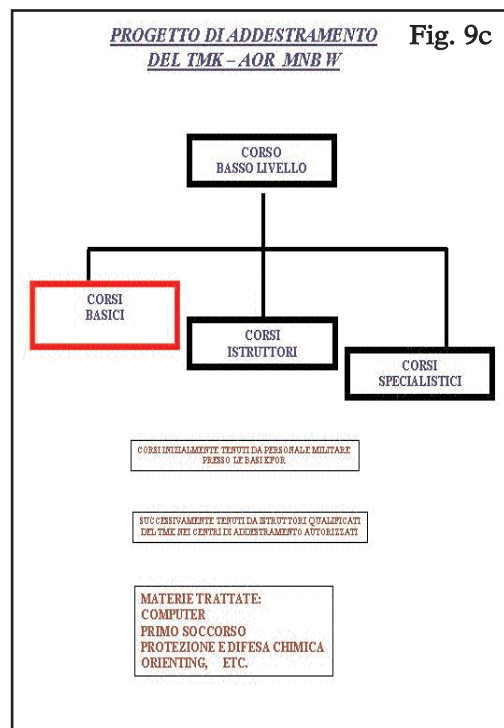 PROGETTO DI ADDESTRAMENTO
DEL TMK – AOR MNB W
Fig. 9c
CORSO
BASSO LIVELLO
CORSI
BASICI
CORSI
ISTRUTTORI
CORSI
SPECIALISTICI
CORSI INIZIALMENTE TENUTI DA PERSONALE MILITARE
PRESSO LE BASI KFOR
SUCCESSIVAMENTE TENUTI DA ISTRUTTORI QUALIFICATI
DEL TMK NEI CENTRI DI ADDESTRAMENTO AUTORIZZATI
MATERIE TRATTATE:
COMPUTER
PRIMO SOCCORSO
PROTEZIONE E DIFESA CHIMICA
ORIENTING, ETC.